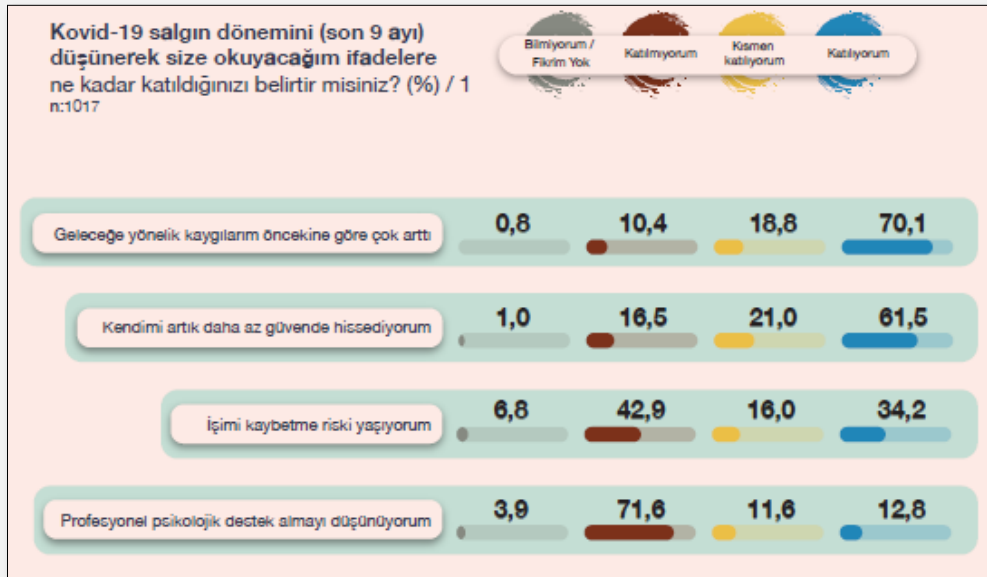 Kovid-19 salgın dönemini (son 9 ayı)
düşünerek size okuyacağım ifadelere
ne kadar katıldığınızı belirtir misiniz? (%) / 1
n:1017
Bilmiyorum /
Fikrim Yok
Katılmıyorum
Kısmen
katılıyorum
Katılıyorum
Geleceğe yönelik kaygılarım öncekine göre çok arttı 0,8 10,4 18,8 70,1
Kendimi artık daha az güvende hissediyorum 1,0 16,5 21,0 61,5
İşimi kaybetme riski yaşıyorum 6,8 42,9 16,0 34,2
Profesyonel psikolojik destek almayı düşünüyorum 3,9 71,6 11,6 12,8